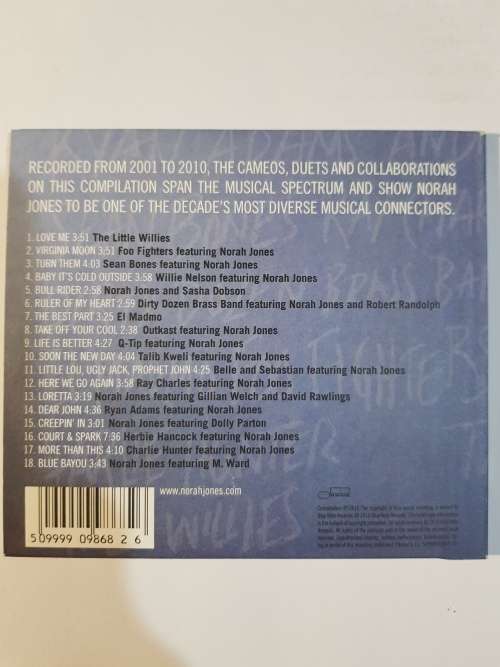 RECORDED FROM 2001 TO 2010, THE CAMEOS, DUETS AND COLLABORATIONS
ON THIS COMPILATION SPAN THE MUSICAL SPECTRUM AND SHOW NORAH
JONES TO BE ONE OF THE DECADE'S MOST DIVERSE MUSICAL CONNECTORS.
1. LOVE ME 3:51 The Little Willies
2. VIRGINIA MOON 3:51 Foo Fighters featuring Norah Jones
3. TURN THEM 4:03 Sean Bones featuring Norah Jones
4. BABY IT'S COLD OUTSIDE 3:58 Willie Nelson featuring Norah Jones
5. BULL RIDER 2:58 Norah Jones and Sasha Dobson
6. RULER OF MY HEART 2:59 Dirty Dozen Brass Band featuring Norah Jones and Robert Randolph
7. THE BEST PART 3:25 El Madmo
8. TAKE OFF YOUR COOL 2:38 Outkast featuring Norah Jones
9. LIFE IS BETTER 4:27 Q-Tip featuring Norah Jones
10. SOON THE NEW DAY 4:04 Talib Kweli featuring Norah Jones
11. LITTLE LOU, UGLY JACK, PROPHET JOHN 4:25 Belle and Sebastian featuring Norah Jones
12. HERE WE GO AGAIN 3:58 Ray Charles featuring Norah Jones
13. LORETTA 3:19 Norah Jones featuring Gillian Welch and David Rawlings
14. DEAR JOHN 4:36 Ryan Adams featuring Norah Jones
15. CREEPIN' IN 3:01 Norah Jones featuring Dolly Parton
16. COURT & SPARK 7:36 Herbie Hancock featuring Norah Jones
17. MORE THAN THIS 4:10 Charlie Hunter featuring Norah Jones
18. BLUE BAYOU 3:43 Norah Jones featuring M. Ward
www.norahjones.com
5 09999 09868 2 6